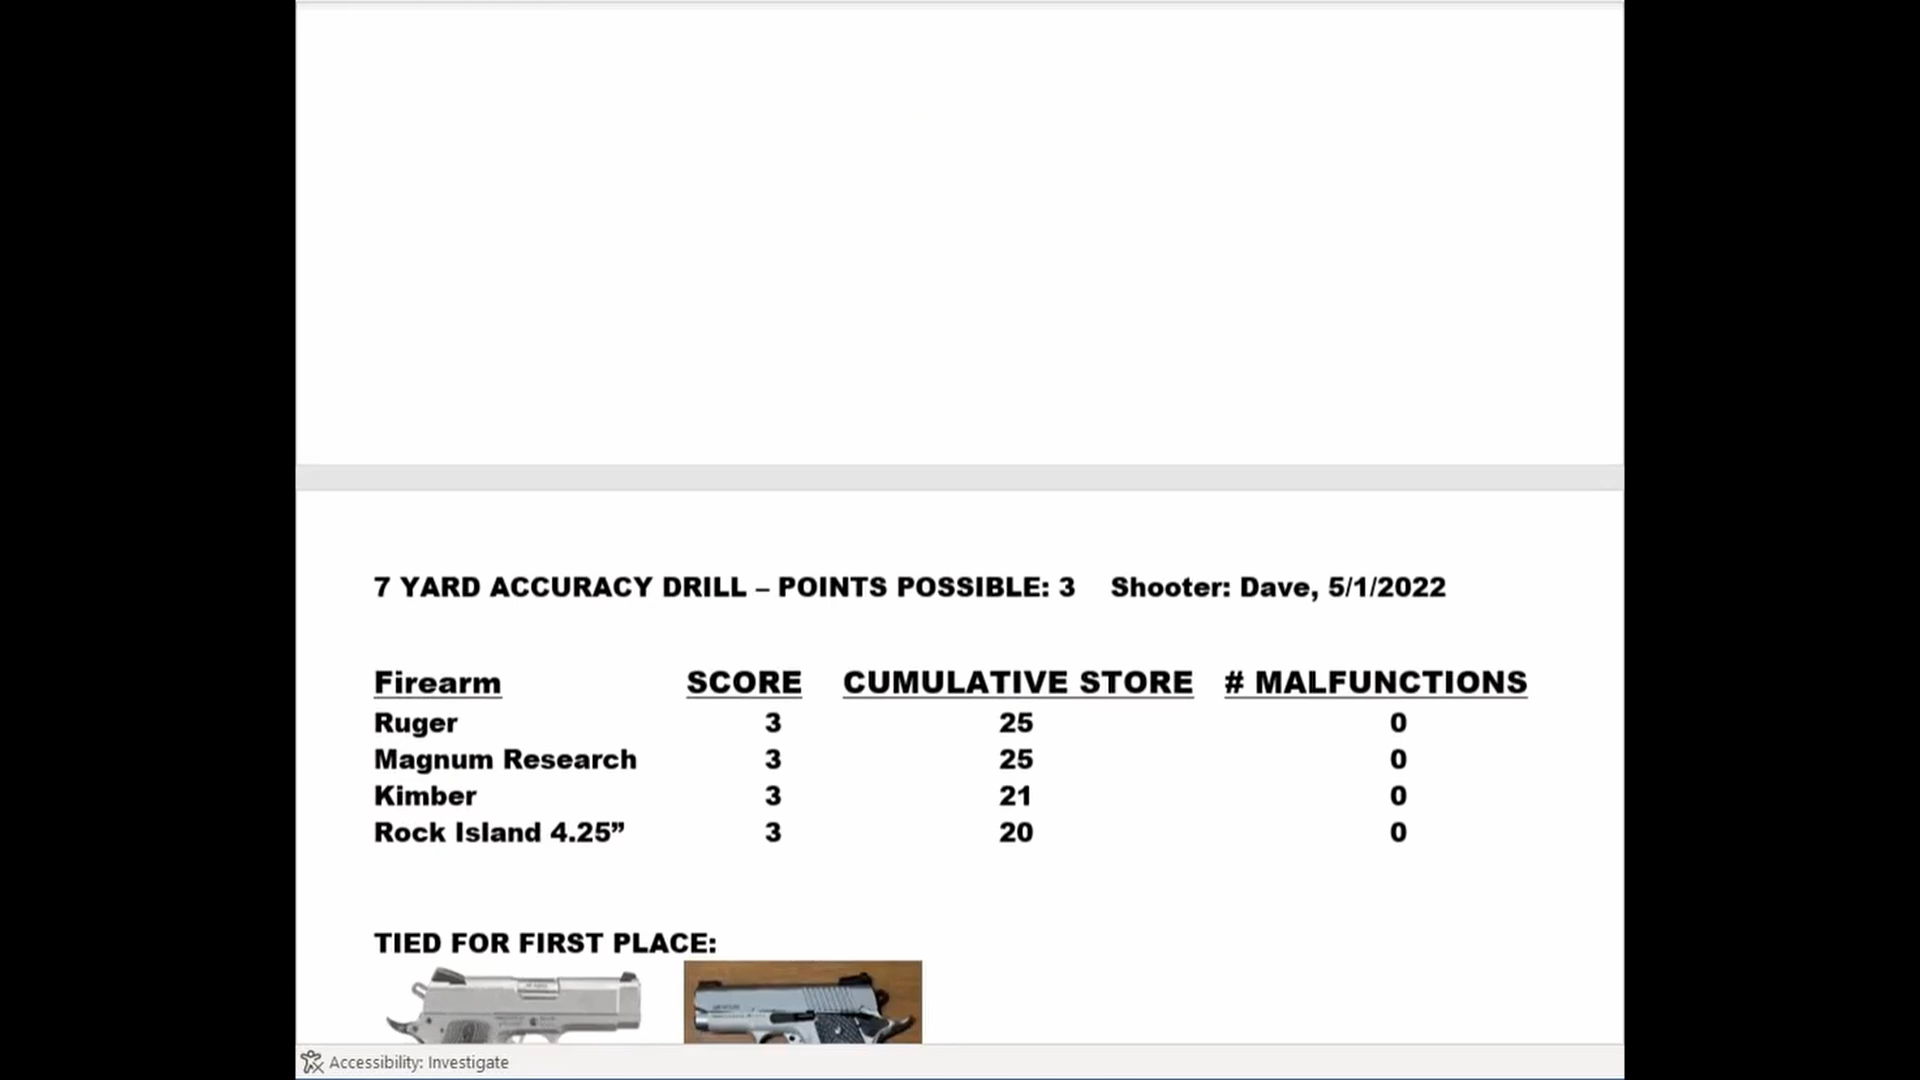 7 YARD ACCURACY DRILL – POINTS POSSIBLE: 3 Shooter: Dave, 5/1/2022
Firearm SCORE CUMULATIVE STORE # MALFUNCTIONS
Ruger 3 25 0
Magnum Research 3 25 0
Kimber 3 21 0
Rock Island 4.25” 3 20 0
TIED FOR FIRST PLACE:
Accessibility: Investigate